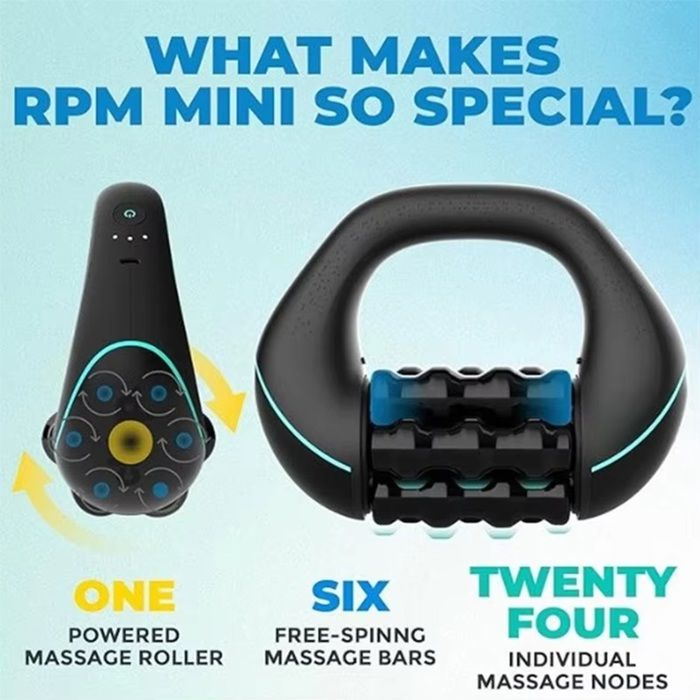 WHAT MAKES
RPM MINI SO SPECIAL?
ONE
POWERED
MASSAGE ROLLER
SIX
FREE-SPINNG
MASSAGE BARS
TWENTY
FOUR
INDIVIDUAL
MASSAGE NODES